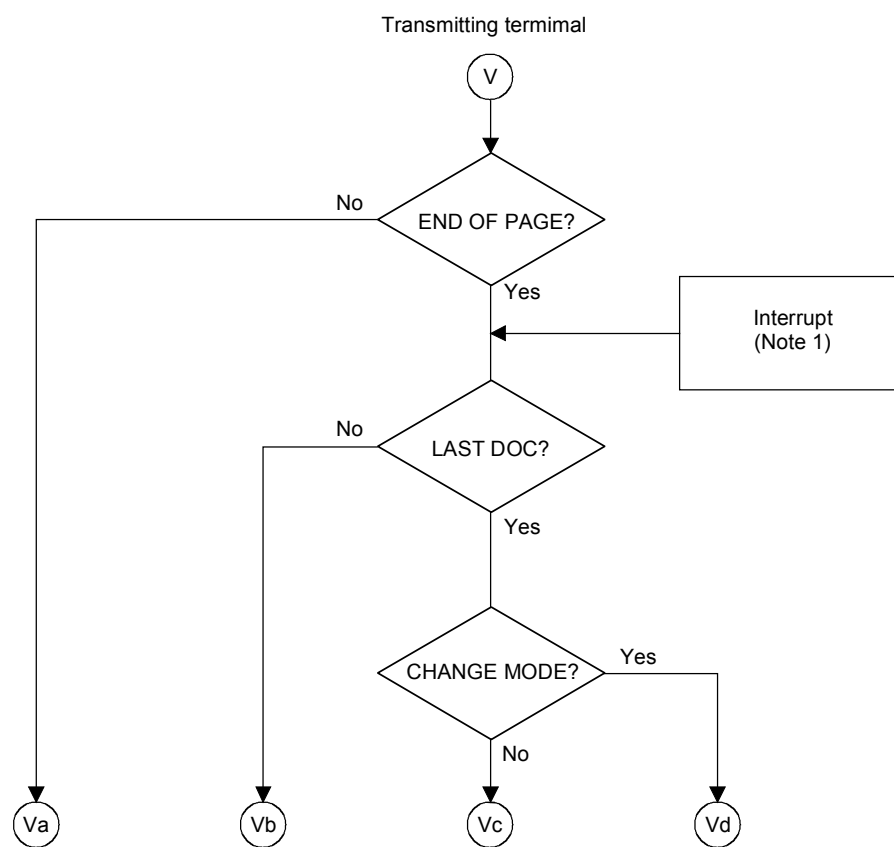 Transmitting termimal
V
No
END OF PAGE?
Yes
Interrupt
(Note 1)
No
LAST DOC?
Yes
CHANGE MODE?
Yes
No
Va
Vb
Vc
Vd